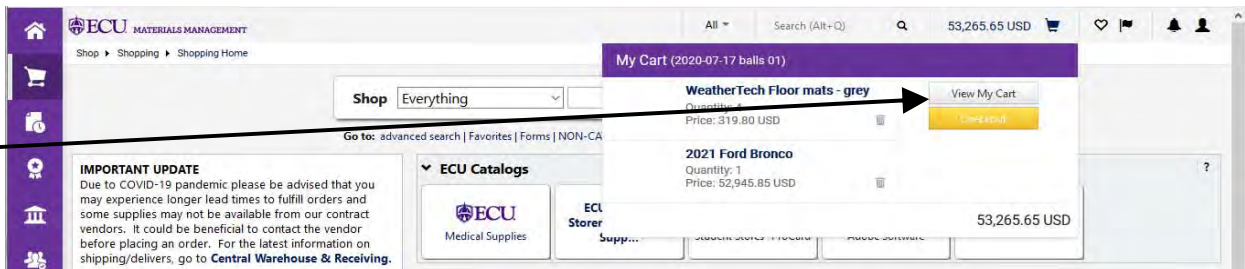 ECU MATERIALS MANAGEMENT
All
Search (Alt+Q)
53,265.65 USD
Shop Shopping Shopping Home
My Cart (2020-07-17 balls 01)
WeatherTech Floor mats - grey
Quantity:
Price: 319.80 USD
View My Cart
Checkout
2021 Ford Bronco
Quantity: 1
Price: 52,945.85 USD
53,265.65 USD
Shop Everything
Go to: advanced search | Favorites | Forms | NON-CA
IMPORTANT UPDATE
Due to COVID-19 pandemic please be advised that you
may experience longer lead times to fulfill orders and
some supplies may not be available from our contract
vendors. It could be beneficial to contact the vendor
before placing an order. For the latest information on
shipping/delivers, go to Central Warehouse & Receiving.
ECU Catalogs
?
ECU
Medical Supplies
ECU
Storer
Supp...
Student Stores - ProCard
Adobe Software